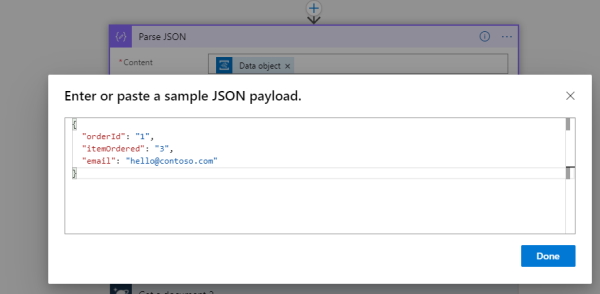 Parse JSON
*Content
Data object
Enter or paste a sample JSON payload.
{
"orderId": "1",
"itemOrdered": "3",
"email": "hello@contoso.com"
}
Done